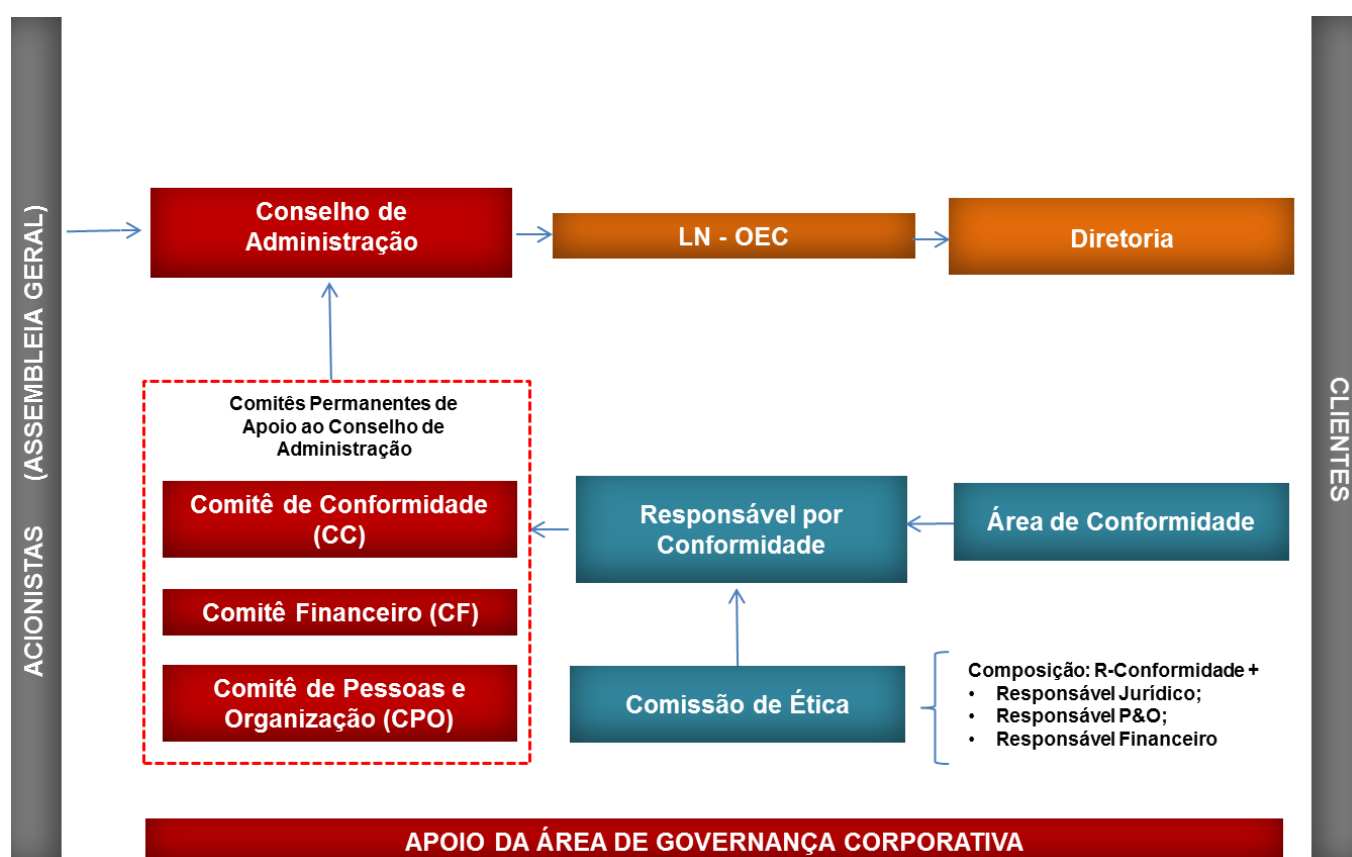 ACIONISTAS (ASSEMBLEIA GERAL)
Conselho de
Administração
LN - OEC
Diretoria
Comitês Permanentes de
Apoio ao Conselho de
Administração
Comitê de Conformidade
(CC)
Comitê Financeiro (CF)
Comitê de Pessoas e
Organização (CPO)
Responsável por
Conformidade
Área de Conformidade
Comissão de Ética
Composição: R-Conformidade +
• Responsável Jurídico;
• Responsável P&O;
• Responsável Financeiro
CLIENTES
APOIO DA ÁREA DE GOVERNANÇA CORPORATIVA